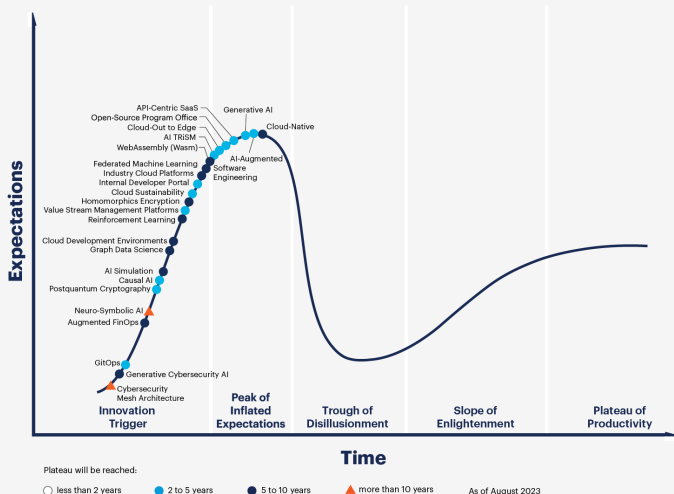 API-Centric SaaS
Open-Source Program Office
Cloud-Out to Edge
AI TRiSM
WebAssembly (Wasm)
Federated Machine Learning
Industry Cloud Platforms
Internal Developer Portal
Cloud Sustainability
Homomorphics Encryption
Value Stream Management Platforms
Reinforcement Learning
Cloud Development Environments
Graph Data Science
AI Simulation
Causal AI
Postquantum Cryptography
Neuro-Symbolic AI
Augmented FinOps
GitOps
Generative Cybersecurity AI
Cybersecurity
Mesh Architecture
Generative AI
Cloud-Native
AI-Augmented
Software
Engineering
Expectations
Innovation
Trigger
Peak of
Inflated
Expectations
Trough of
Disillusionment
Slope of
Enlightenment
Plateau of
Productivity
Time
Plateau will be reached:
less than 2 years
2 to 5 years
5 to 10 years
more than 10 years
As of August 2023